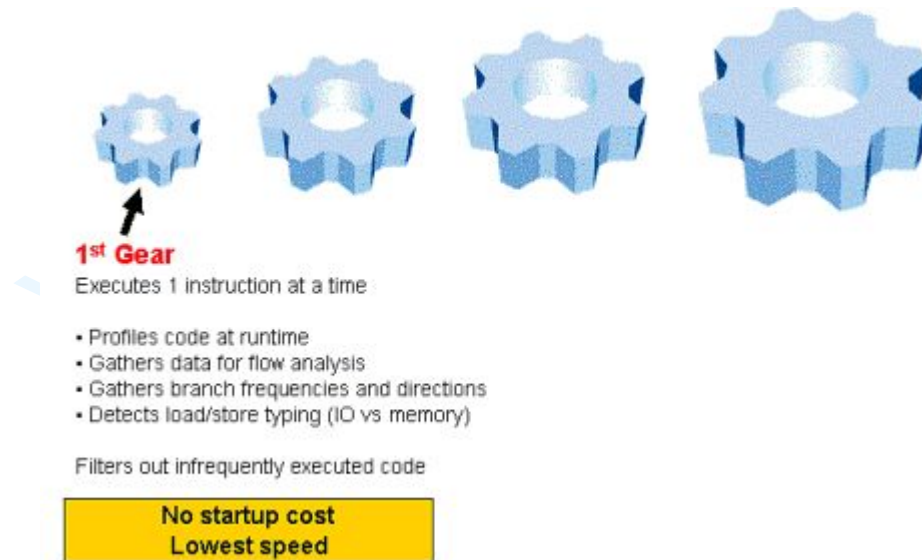 1st Gear
Executes 1 instruction at a time
▪ Profiles code at runtime
▪ Gathers data for flow analysis
▪ Gathers branch frequencies and directions
▪ Detects load/store typing (IO vs memory)
Filters out infrequently executed code
No startup cost
Lowest speed